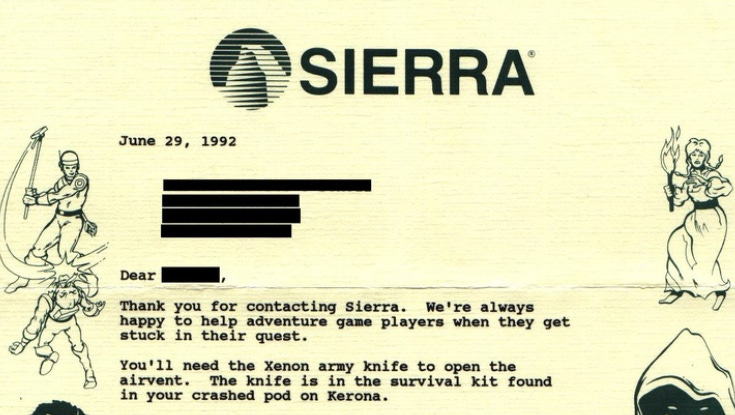 SIERRA®
June 29, 1992
Dear ,
Thank you for contacting Sierra. We're always
happy to help adventure game players when they get
stuck in their quest.
You'll need the Xenon army knife to open the
airvent. The knife is in the survival kit found
in your crashed pod on Kerona.